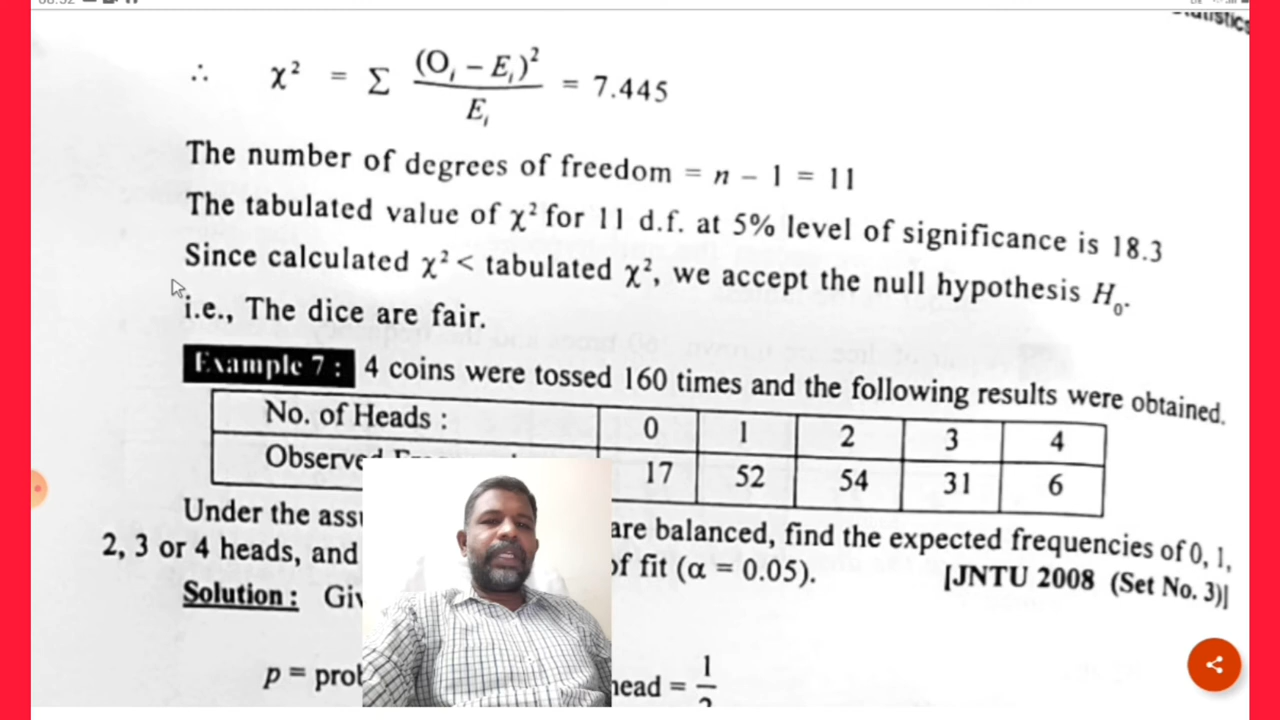 Statistics
∴ χ² = Σ (Oᵢ − Eᵢ)² / Eᵢ = 7.445
The number of degrees of freedom = n − 1 = 11
The tabulated value of χ² for 11 d.f. at 5% level of significance is 18.3
Since calculated χ² < tabulated χ², we accept the null hypothesis H₀.
i.e., The dice are fair.
Example 7 : 4 coins were tossed 160 times and the following results were obtained.
No. of Heads : 0 1 2 3 4
17 52 54 31 6
Under the are balanced, find the expected frequencies of 0, 1,
2, 3 or 4 heads, and of fit (α = 0.05). [JNTU 2008 (Set No. 3)]
Solution :
p = head = 1/2